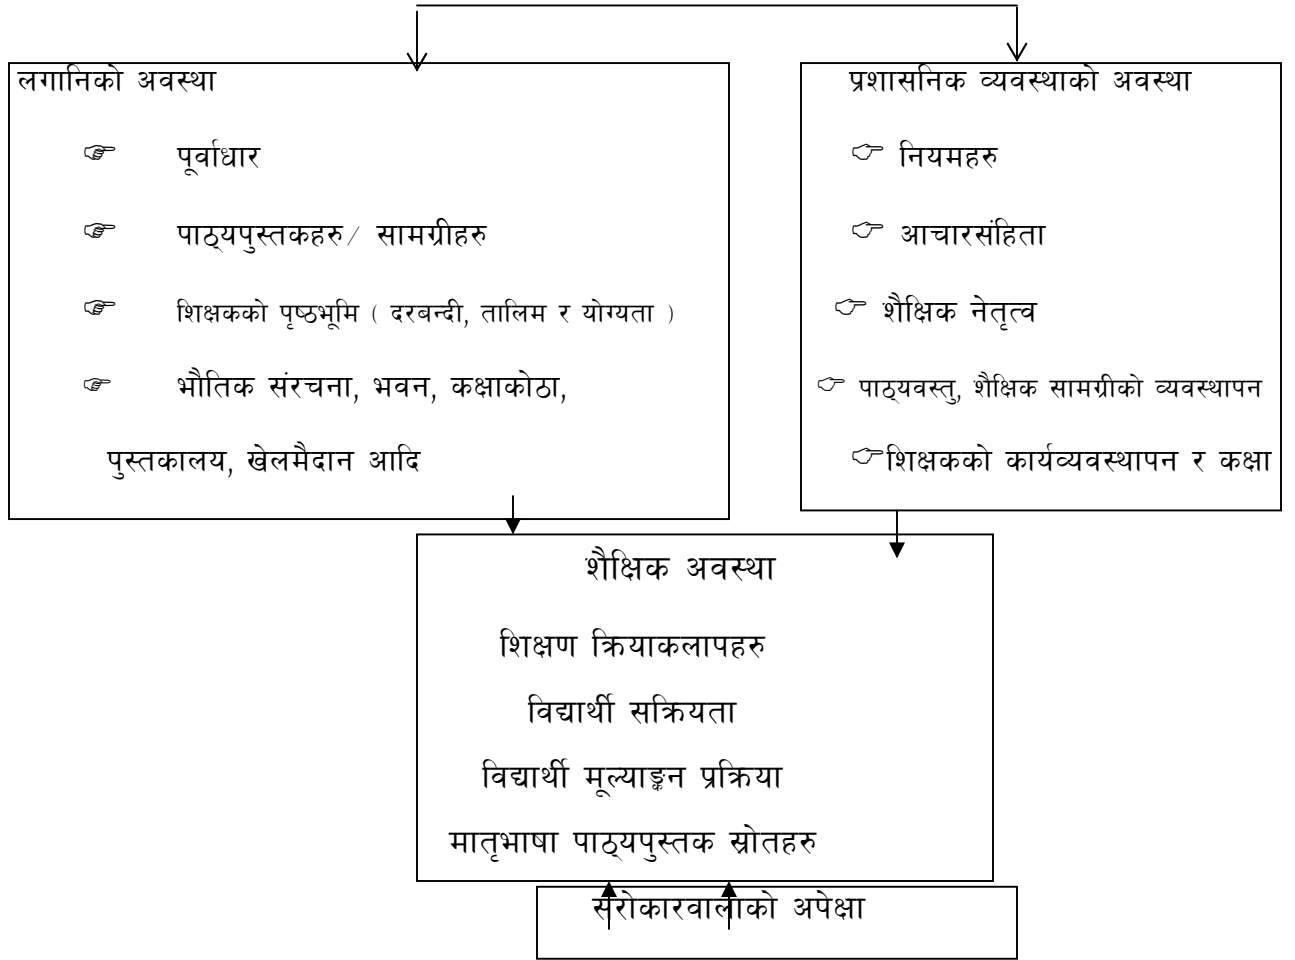 लगानिको अवस्था
☞ पूर्वाधार
☞ पाठ्यपुस्तकहरु/ सामग्रीहरु
☞ शिक्षकको पृष्ठभूमि ( दरबन्दी, तालिम र योग्यता )
☞ भौतिक संरचना, भवन, कक्षाकोठा,
पुस्तकालय, खेलमैदान आदि
प्रशासनिक व्यवस्थाको अवस्था
☞ नियमहरु
☞ आचारसंहिता
☞ शैक्षिक नेतृत्व
☞ पाठ्यवस्तु, शैक्षिक सामग्रीको व्यवस्थापन
☞शिक्षकको कार्यव्यवस्थापन र कक्षा
शैक्षिक अवस्था
शिक्षण क्रियाकलापहरु
विद्यार्थी सक्रियता
विद्यार्थी मूल्याङ्कन प्रक्रिया
मातृभाषा पाठ्यपुस्तक स्रोतहरु
सरोकारवालाको अपेक्षा